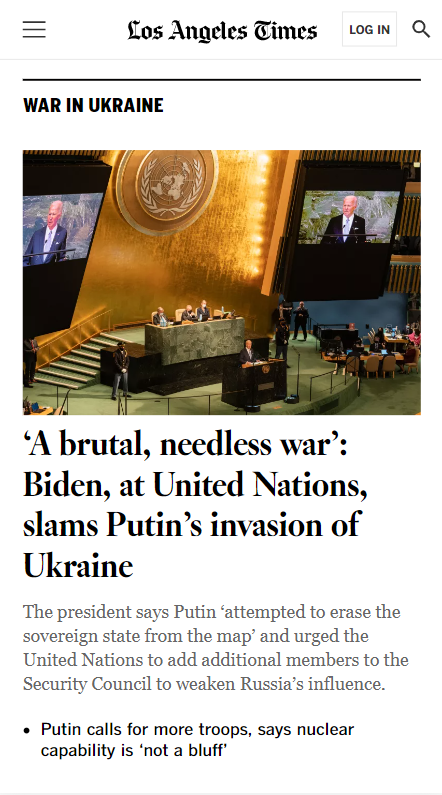 Los Angeles Times
LOG IN
WAR IN UKRAINE
‘A brutal, needless war’:
Biden, at United Nations,
slams Putin’s invasion of
Ukraine
The president says Putin ‘attempted to erase the
sovereign state from the map’ and urged the
United Nations to add additional members to the
Security Council to weaken Russia’s influence.
• Putin calls for more troops, says nuclear
capability is ‘not a bluff’